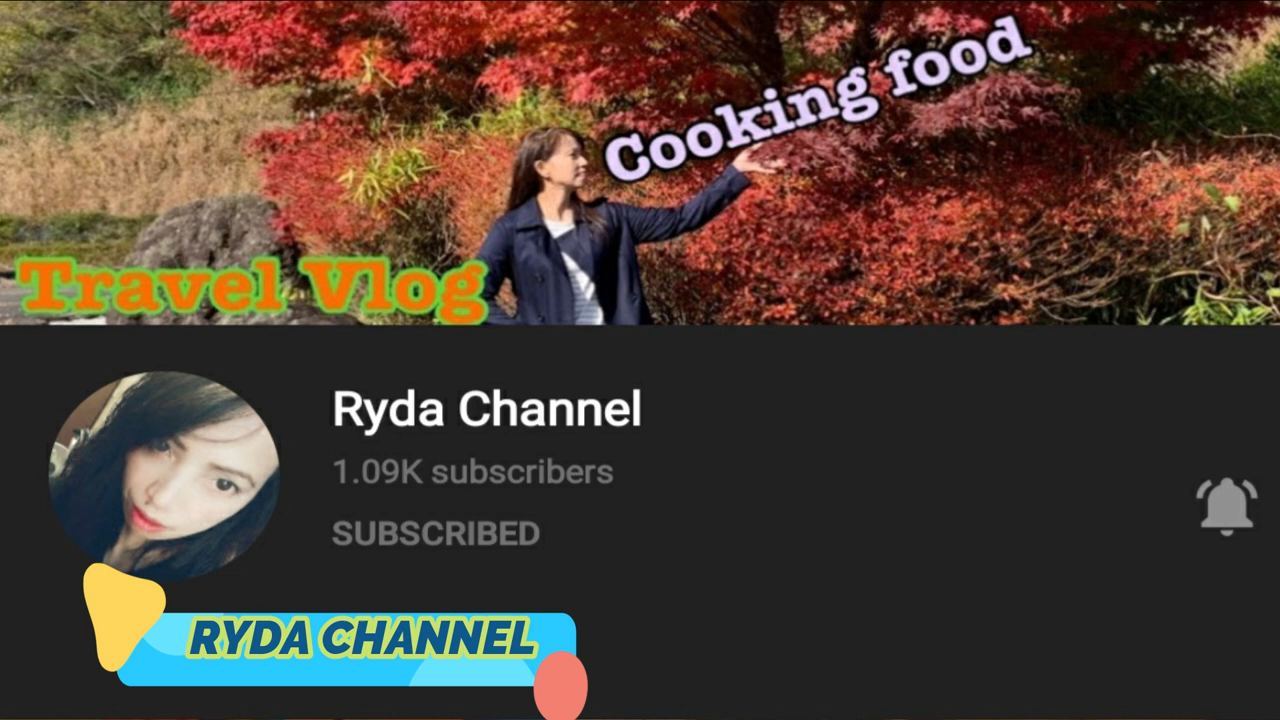 Cooking food
Travel Vlog
Ryda Channel
1.09K subscribers
SUBSCRIBED
RYDA CHANNEL